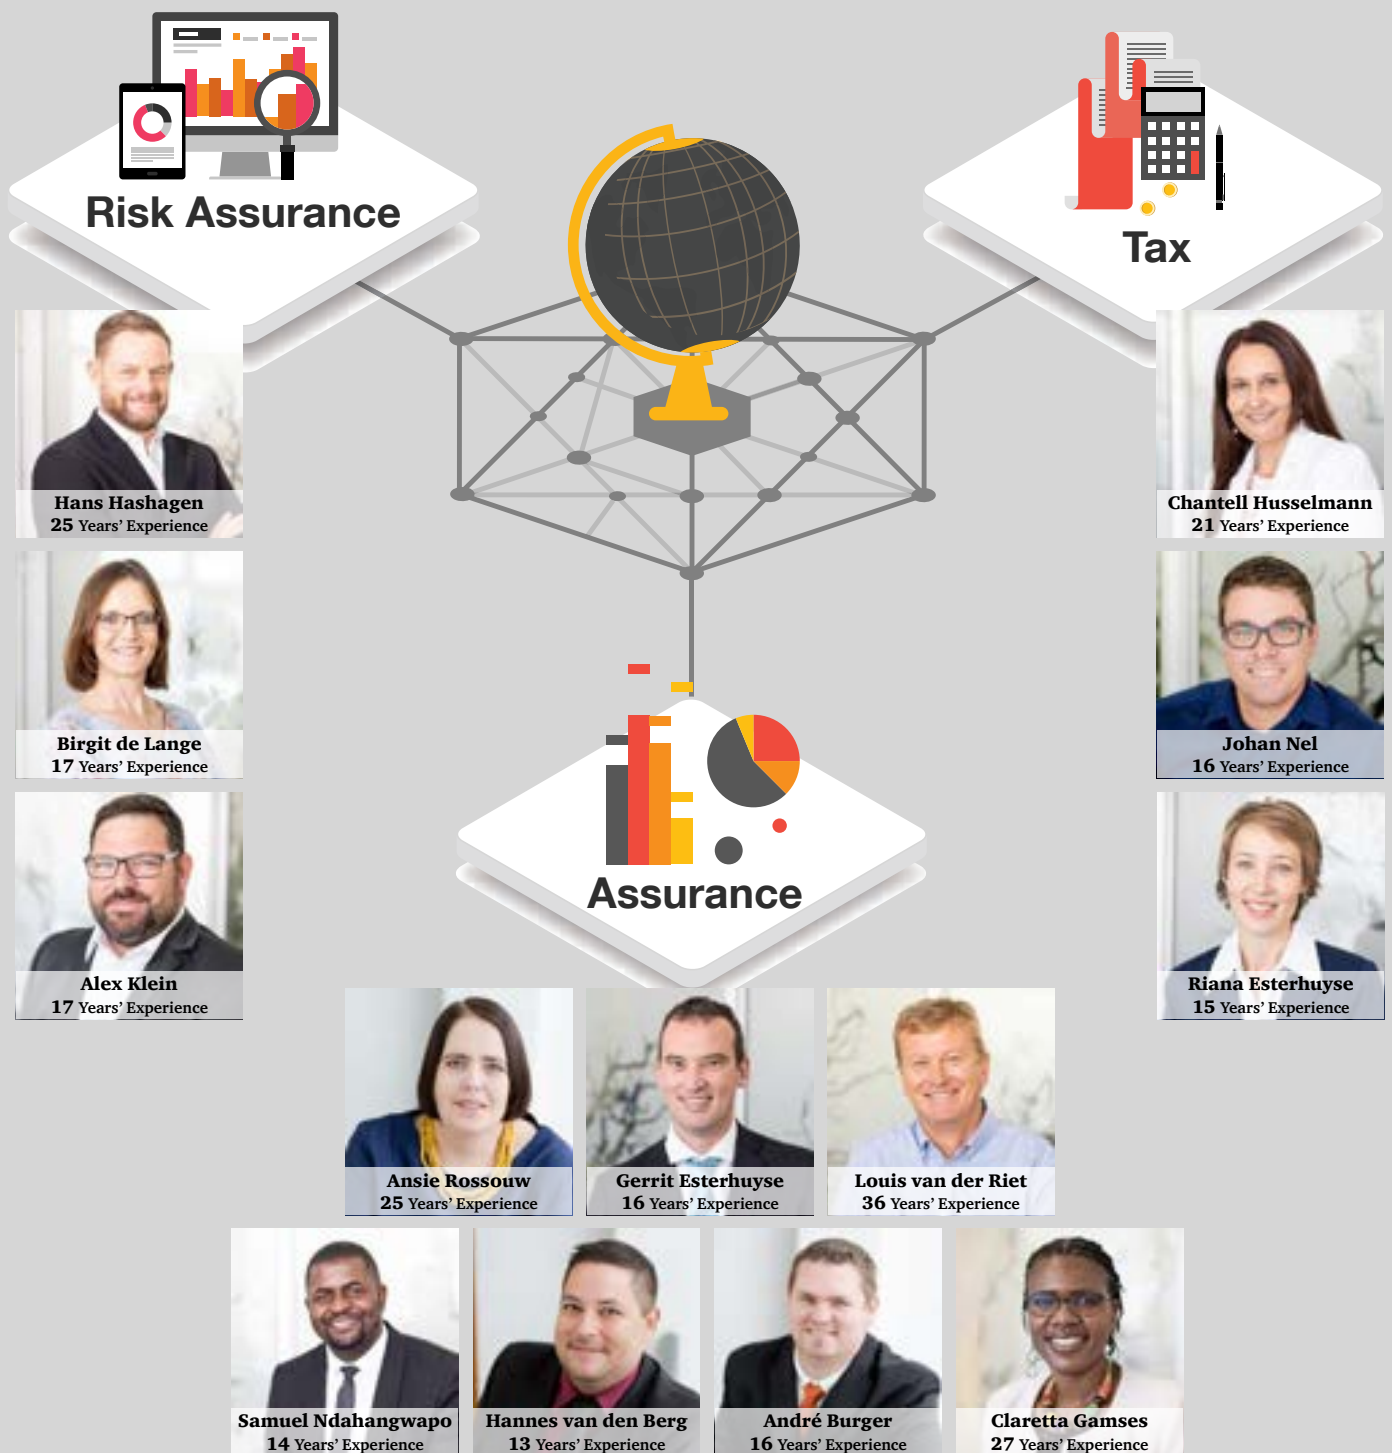 Risk Assurance
Tax
Hans Hashagen
25 Years' Experience
Birgit de Lange
17 Years' Experience
Alex Klein
17 Years' Experience
Chantell Husselmann
21 Years' Experience
Johan Nel
16 Years' Experience
Riana Esterhuyse
15 Years' Experience
Assurance
Ansie Rossouw
25 Years' Experience
Gerrit Esterhuyse
16 Years' Experience
Louis van der Riet
36 Years' Experience
Samuel Ndahangwapo
14 Years' Experience
Hannes van den Berg
13 Years' Experience
André Burger
16 Years' Experience
Claretta Gamses
27 Years' Experience